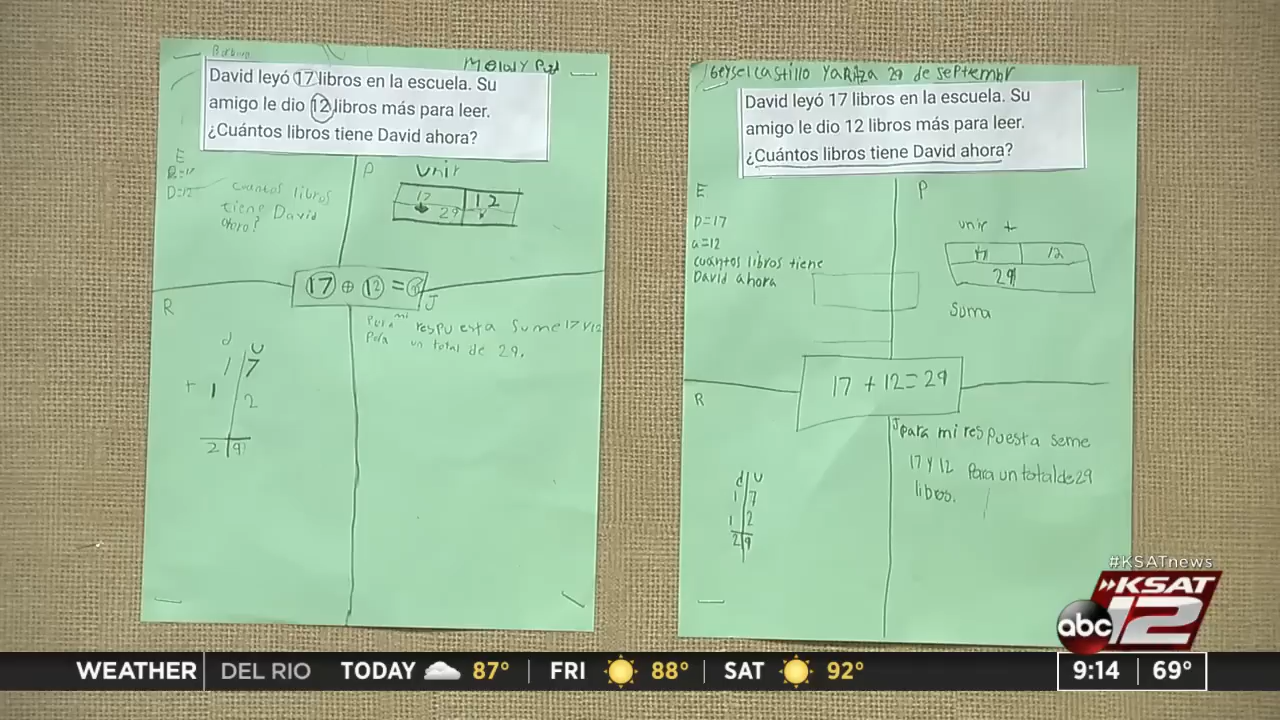 Barbara
Melody
David leyó 17 libros en la escuela. Su
amigo le dio 12 libros más para leer.
¿Cuántos libros tiene David ahora?
E
D=12
cuantos libros
tiene David
P
unir
17 12
29
17 + 12 =
R
d u
1 7
+ 1 2
2 9
J
Para mi respuesta sume 17 y 12
para un total de 29.
Geysel Castillo Yaritza 29 de septiembr
David leyó 17 libros en la escuela. Su
amigo le dio 12 libros más para leer.
¿Cuántos libros tiene David ahora?
E
D=17
a=12
cuantos libros tiene
David ahora
P
unir +
17 12
29
Suma
17 + 12 = 29
R
d u
1 7
1 2
2 9
J
para mi respuesta seme
17 y 12 para un total de 29
libros.
#KSATnews
KSAT
abc 12
WEATHER DEL RIO TODAY 87° FRI 88° SAT 92° 9:14 69°